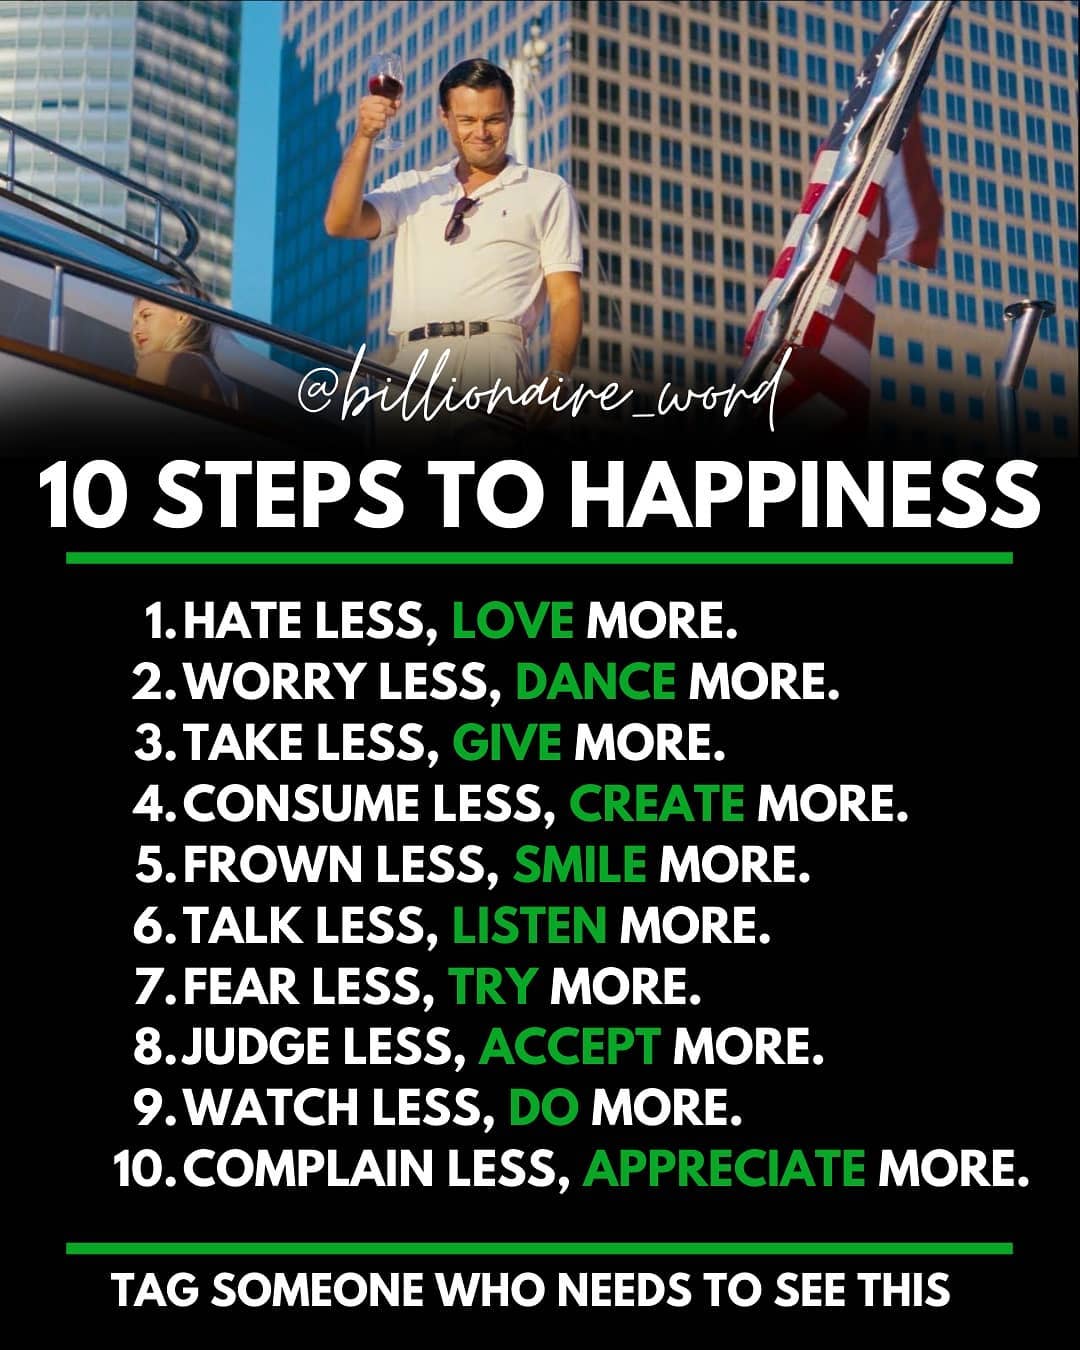 @billionaire_word
10 STEPS TO HAPPINESS
1. HATE LESS, LOVE MORE.
2. WORRY LESS, DANCE MORE.
3. TAKE LESS, GIVE MORE.
4. CONSUME LESS, CREATE MORE.
5. FROWN LESS, SMILE MORE.
6. TALK LESS, LISTEN MORE.
7. FEAR LESS, TRY MORE.
8. JUDGE LESS, ACCEPT MORE.
9. WATCH LESS, DO MORE.
10. COMPLAIN LESS, APPRECIATE MORE.
TAG SOMEONE WHO NEEDS TO SEE THIS